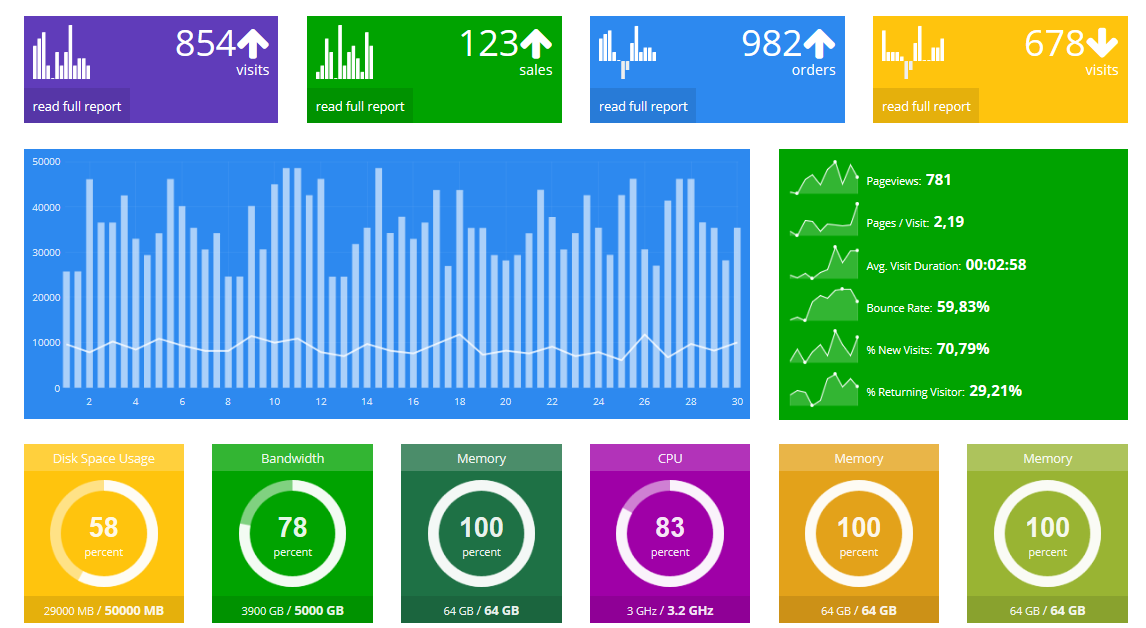 854
visits
read full report
123
sales
read full report
982
orders
read full report
678
visits
read full report
50000
40000
30000
20000
10000
0
2 4 6 8 10 12 14 16 18 20 22 24 26 28 30
Pageviews: 781
Pages / Visit: 2,19
Avg. Visit Duration: 00:02:58
Bounce Rate: 59,83%
% New Visits: 70,79%
% Returning Visitor: 29,21%
Disk Space Usage
58
percent
29000 MB / 50000 MB
Bandwidth
78
percent
3900 GB / 5000 GB
Memory
100
percent
64 GB / 64 GB
CPU
83
percent
3 GHz / 3.2 GHz
Memory
100
percent
64 GB / 64 GB
Memory
100
percent
64 GB / 64 GB